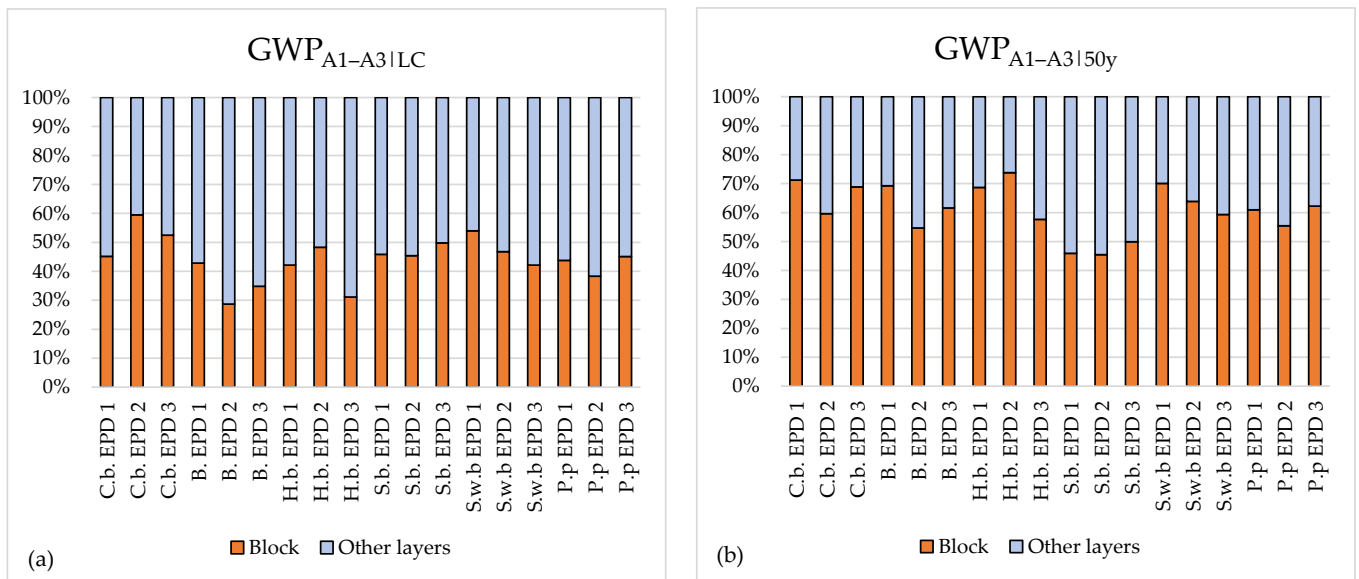 GWP A1–A3|LC
100%
90%
80%
70%
60%
50%
40%
30%
20%
10%
0%
C.b. EPD 1
C.b. EPD 2
C.b. EPD 3
B. EPD 1
B. EPD 2
B. EPD 3
H.b. EPD 1
H.b. EPD 2
H.b. EPD 3
S.b. EPD 1
S.b. EPD 2
S.b. EPD 3
S.w.b EPD 1
S.w.b EPD 2
S.w.b EPD 3
P.p EPD 1
P.p EPD 2
P.p EPD 3
Block Other layers
(a)
GWP A1–A3|50y
100%
90%
80%
70%
60%
50%
40%
30%
20%
10%
0%
C.b. EPD 1
C.b. EPD 2
C.b. EPD 3
B. EPD 1
B. EPD 2
B. EPD 3
H.b. EPD 1
H.b. EPD 2
H.b. EPD 3
S.b. EPD 1
S.b. EPD 2
S.b. EPD 3
S.w.b EPD 1
S.w.b EPD 2
S.w.b EPD 3
P.p EPD 1
P.p EPD 2
P.p EPD 3
Block Other layers
(b)